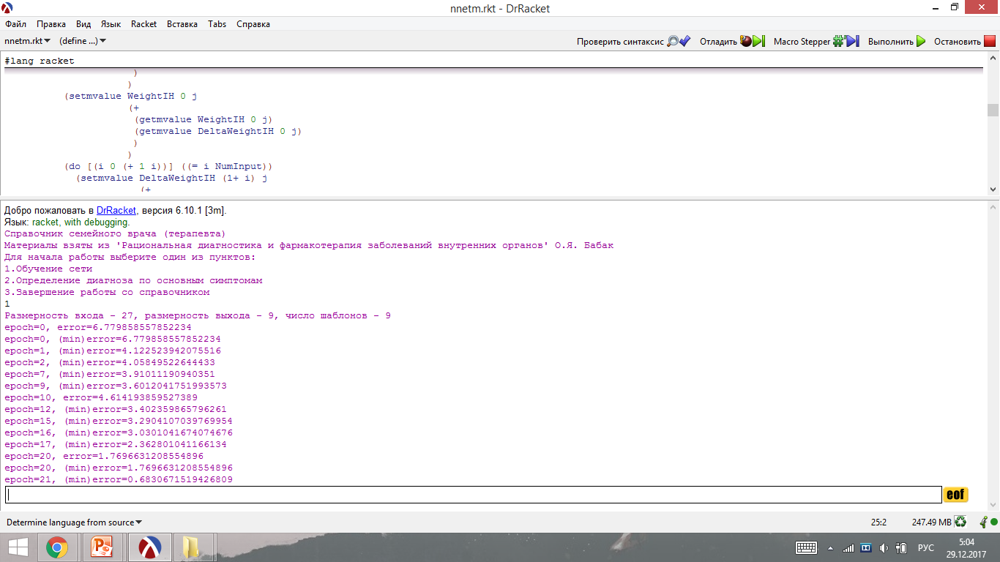 nnetm.rkt - DrRacket
Файл Правка Вид Язык Racket Вставка Tabs Справка
nnetm.rkt (define ...) Проверить синтаксис Отладить Macro Stepper Выполнить Остановить
#lang racket
)
)
(setmvalue WeightIH 0 j
(+
(getmvalue WeightIH 0 j)
(getmvalue DeltaWeightIH 0 j)
)
)
(do [(i 0 (+ 1 i))] ((= i NumInput))
(setmvalue DeltaWeightIH (1+ i) j
(+
Добро пожаловать в DrRacket, версия 6.10.1 [3m].
Язык: racket, with debugging.
Справочник семейного врача (терапевта)
Материалы взяты из 'Рациональная диагностика и фармакотерапия заболеваний внутренних органов' О.Я. Бабак
Для начала работы выберите один из пунктов:
1.Обучение сети
2.Определение диагноза по основным симптомам
3.Завершение работы со справочником
1
Размерность входа - 27, размерность выхода - 9, число шаблонов - 9
epoch=0, error=6.779858557852234
epoch=0, (min)error=6.779858557852234
epoch=1, (min)error=4.122523942075516
epoch=2, (min)error=4.05849522644433
epoch=7, (min)error=3.91011190940351
epoch=9, (min)error=3.6012041751993573
epoch=10, error=4.614193859527389
epoch=12, (min)error=3.402359865796261
epoch=15, (min)error=3.2904107039769954
epoch=16, (min)error=3.0301041674074676
epoch=17, (min)error=2.362801041166134
epoch=20, error=1.7696631208554896
epoch=20, (min)error=1.7696631208554896
epoch=21, (min)error=0.6830671519426809
eof
Determine language from source 25:2 247.49 MB
РУС 5:04
29.12.2017